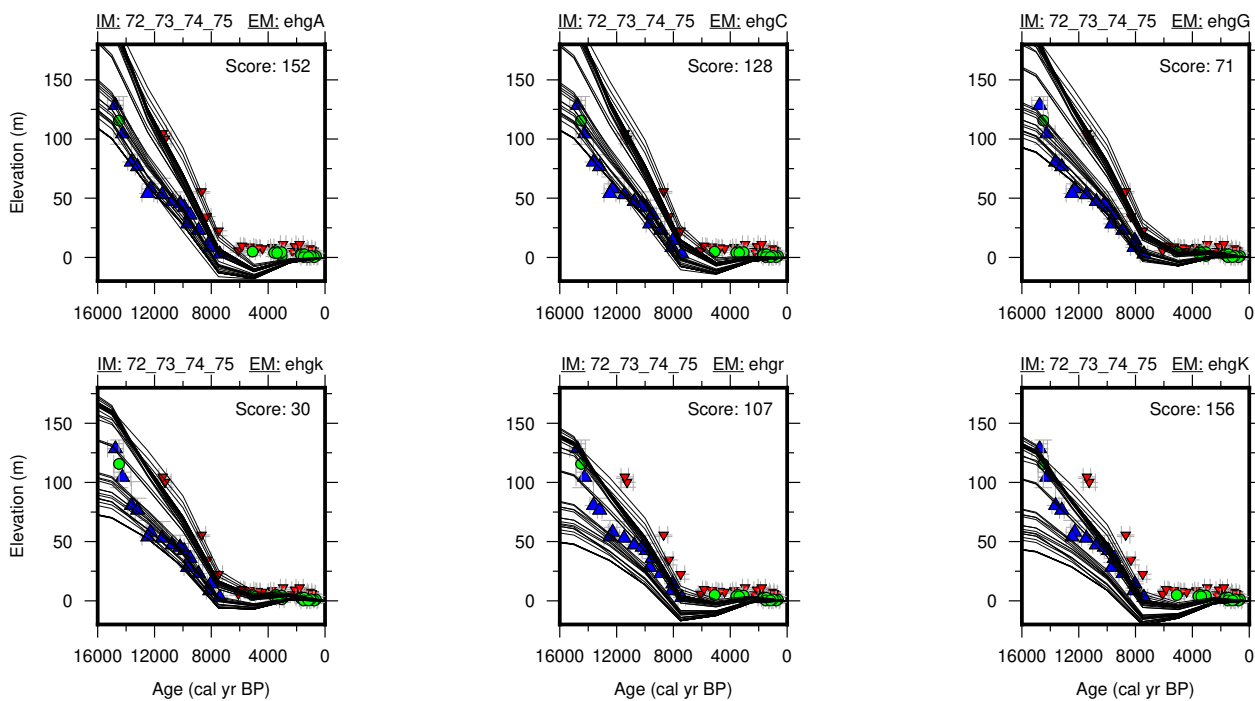 IM: 72_73_74_75 EM: ehgA
IM: 72_73_74_75 EM: ehgC
IM: 72_73_74_75 EM: ehgG
Score: 152
Score: 128
Score: 71
Elevation (m)
150
100
50
0
150
100
50
0
150
100
50
0
16000 12000 8000 4000 0
16000 12000 8000 4000 0
16000 12000 8000 4000 0
IM: 72_73_74_75 EM: ehgk
IM: 72_73_74_75 EM: ehgr
IM: 72_73_74_75 EM: ehgK
Score: 30
Score: 107
Score: 156
Elevation (m)
150
100
50
0
150
100
50
0
150
100
50
0
16000 12000 8000 4000 0
16000 12000 8000 4000 0
16000 12000 8000 4000 0
Age (cal yr BP)
Age (cal yr BP)
Age (cal yr BP)